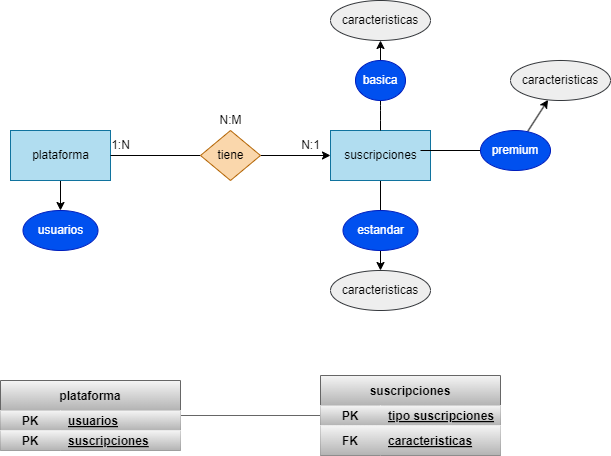 caracteristicas
basica
caracteristicas
N:M
plataforma
1:N
tiene
N:1
suscripciones
premium
usuarios
estandar
caracteristicas
plataforma
PK usuarios
PK suscripciones
suscripciones
PK tipo suscripciones
FK caracteristicas